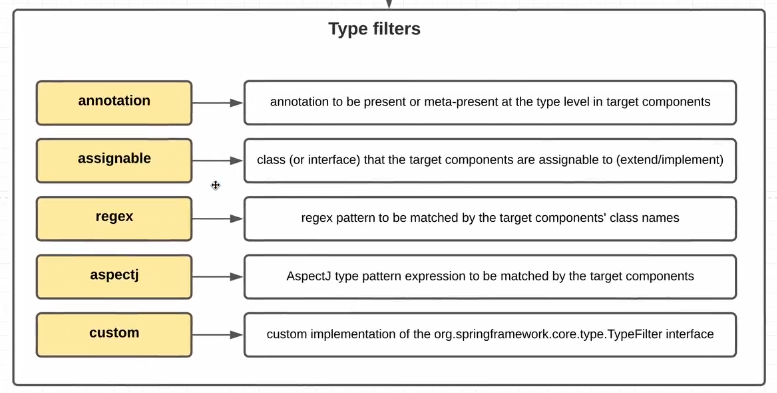 Type filters
annotation
annotation to be present or meta-present at the type level in target components
assignable
class (or interface) that the target components are assignable to (extend/implement)
regex
regex pattern to be matched by the target components' class names
aspectj
AspectJ type pattern expression to be matched by the target components
custom
custom implementation of the org.springframework.core.type.TypeFilter interface